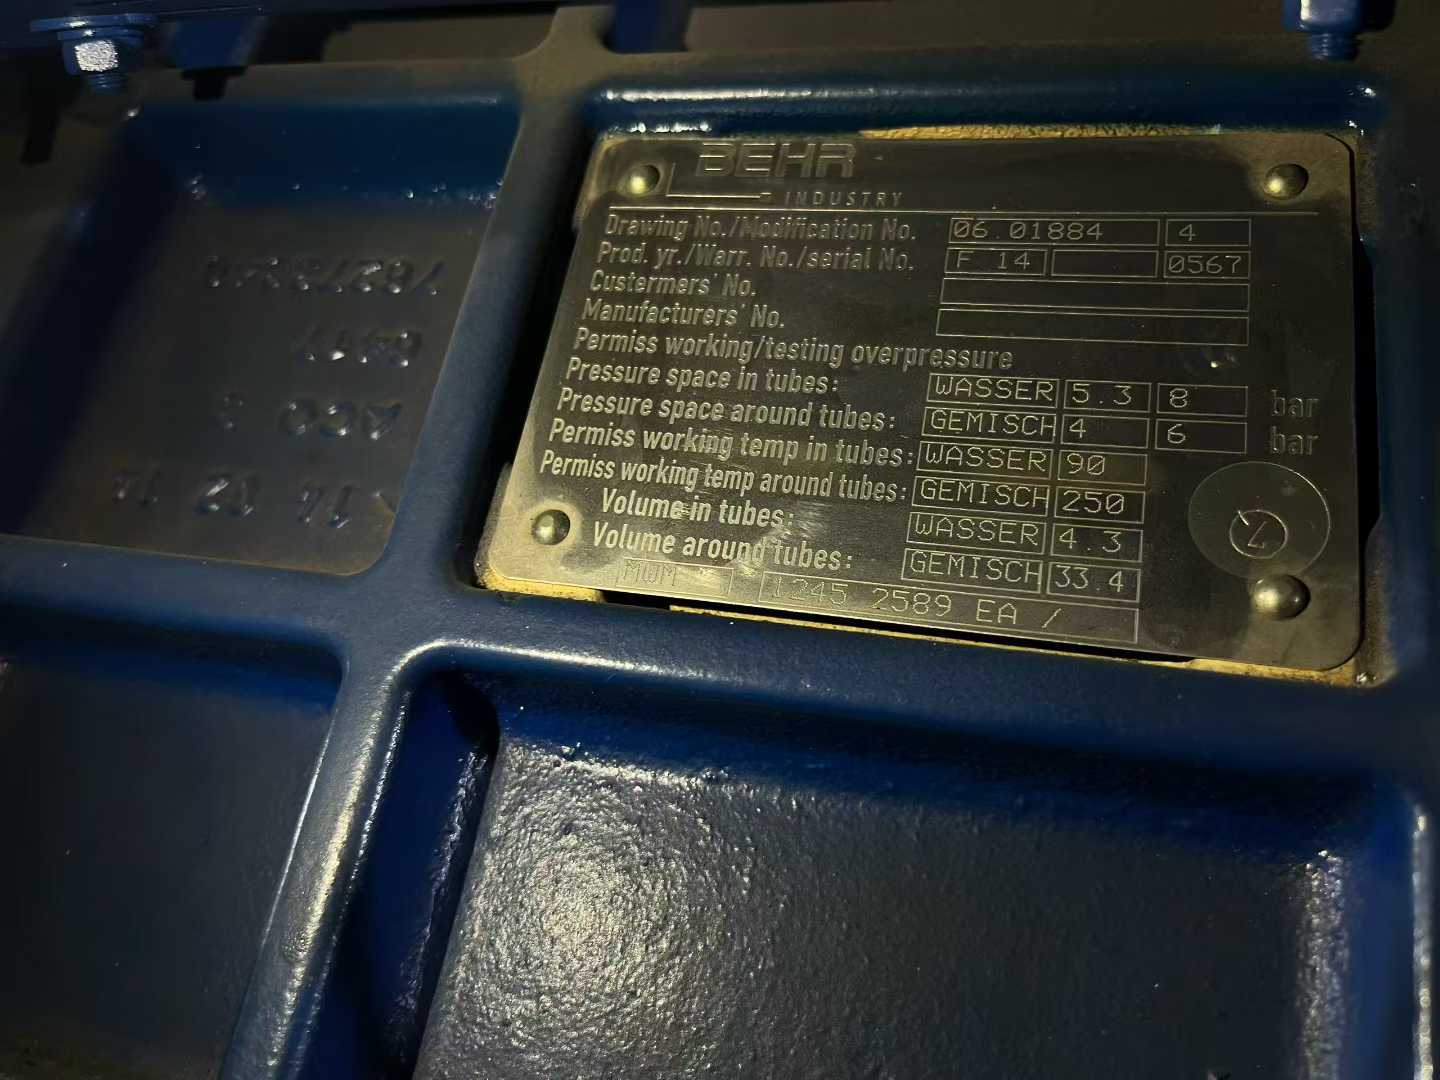 BEHR
INDUSTRY
Drawing No./Modification No. 06.01884 4
Prod. yr./Warr. No./serial No. F 14 0567
Custermers' No.
Manufacturers' No.
Permiss working/testing overpressure
Pressure space in tubes: WASSER 5.3 8 bar
Pressure space around tubes: GEMISCH 4 6 bar
Permiss working temp in tubes: WASSER 90
Permiss working temp around tubes: GEMISCH 250
Volume in tubes: WASSER 4.3
Volume around tubes: GEMISCH 33.4
MWM 1245 2589 EA /